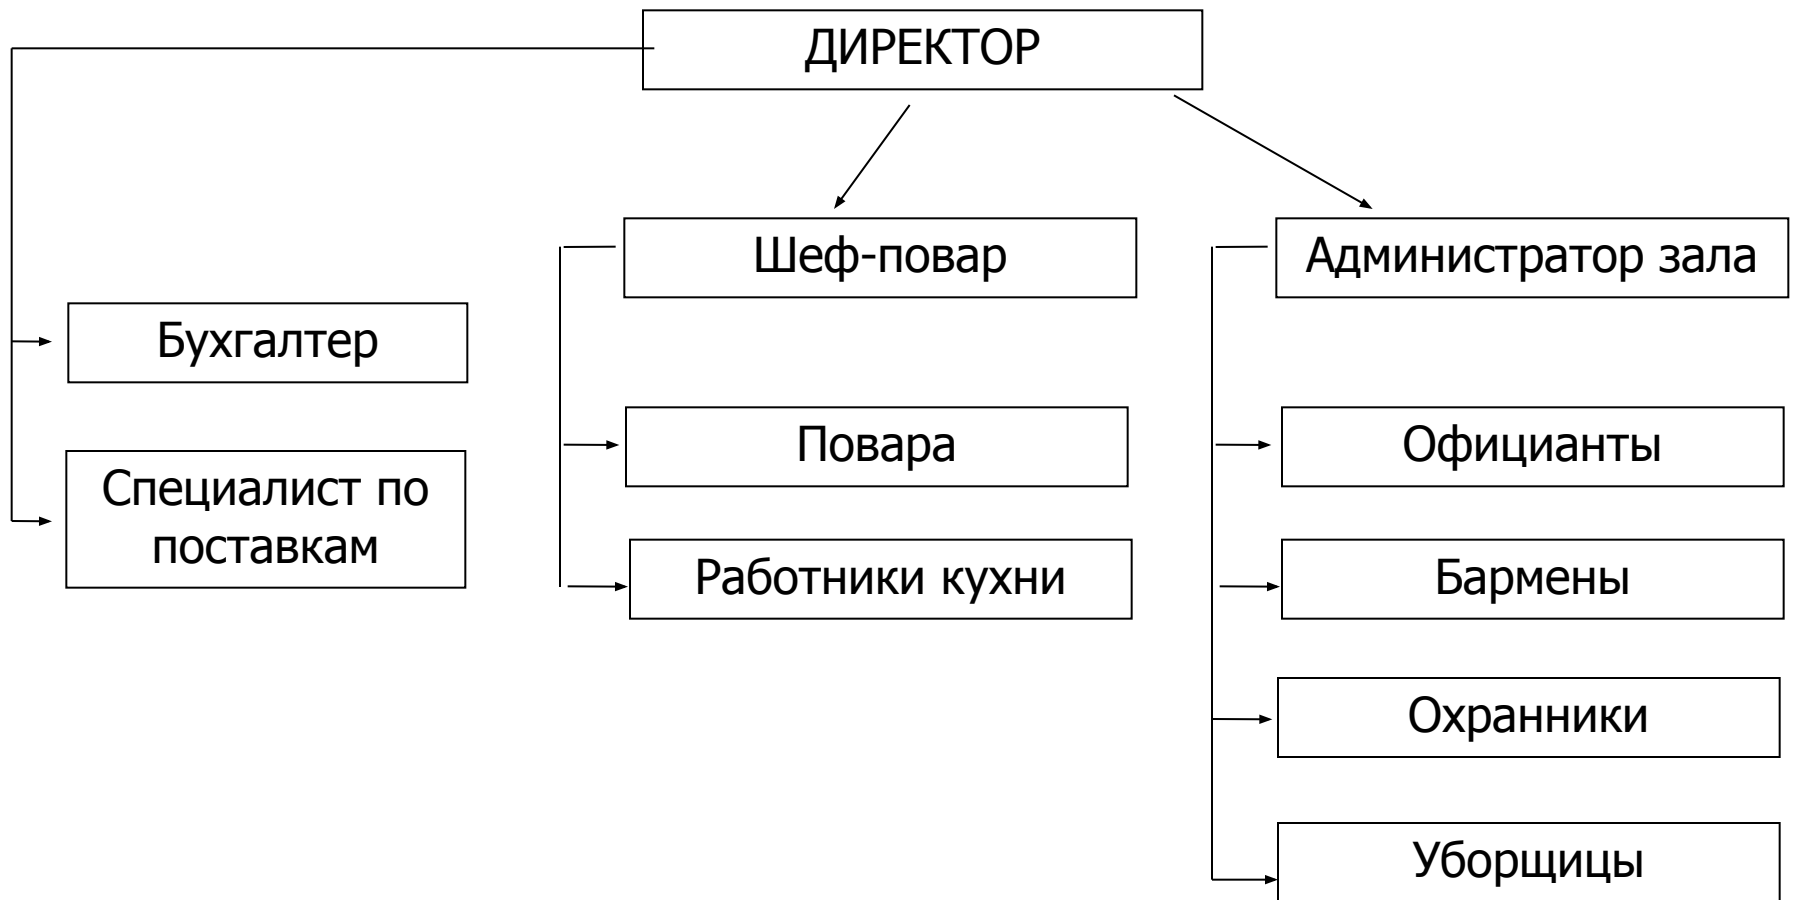 ДИРЕКТОР
Шеф-повар
Администратор зала
Бухгалтер
Повара
Официанты
Специалист по
поставкам
Работники кухни
Бармены
Охранники
Уборщицы